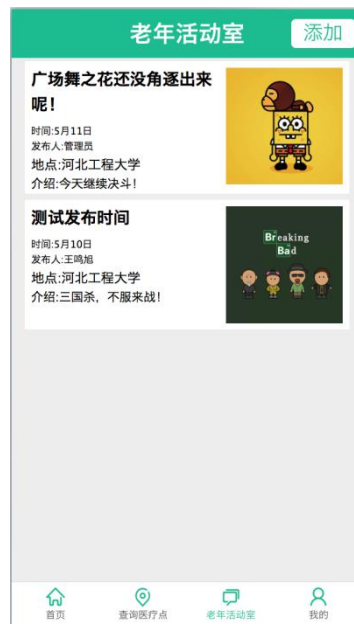 老年活动室
添加
广场舞之花还没角逐出来
呢！
时间:5月11日
发布人:管理员
地点:河北工程大学
介绍:今天继续决斗！
测试发布时间
时间:5月10日
发布人:王鸣旭
地点:河北工程大学
介绍:三国杀，不服来战！
Breaking
Bad
首页
查询医疗点
老年活动室
我的